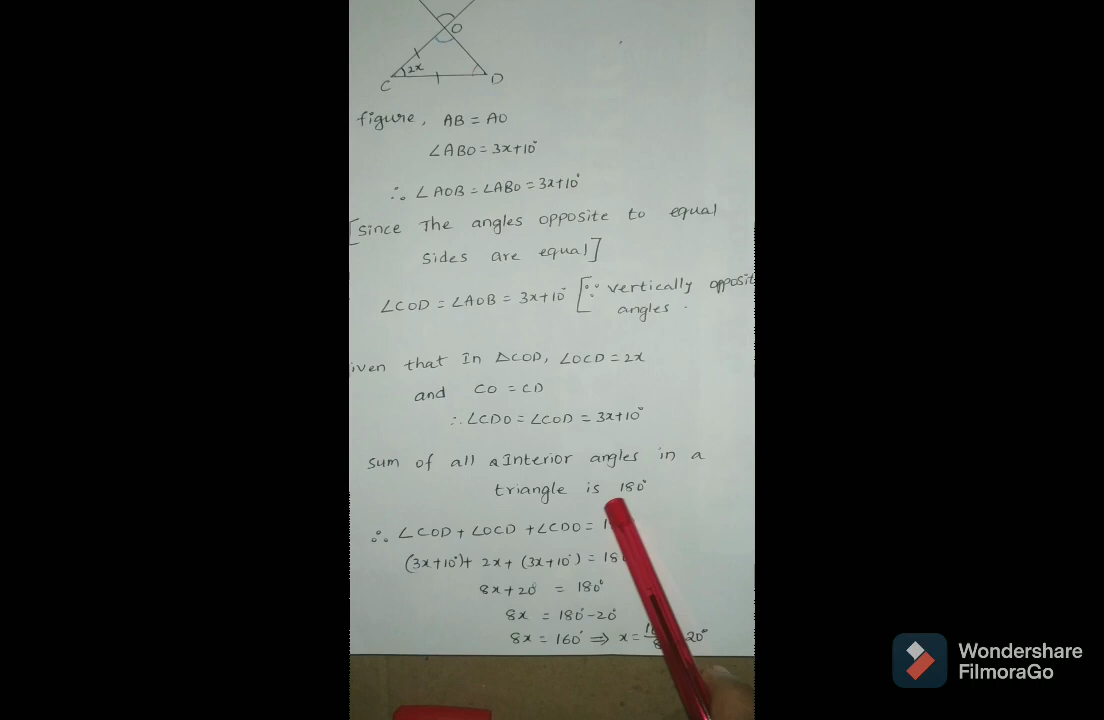 O
2x
C D
figure, AB = AO
∠ABO = 3x+10°
∴ ∠AOB = ∠ABO = 3x+10°
[Since The angles opposite to equal
sides are equal]
∠COD = ∠AOB = 3x+10° [∵ vertically opposit
angles.
iven that In △COD, ∠OCD = 2x
and CO = CD
∴ ∠CDO = ∠COD = 3x+10°
sum of all Interior angles in a
triangle is 180°
∴ ∠COD + ∠OCD + ∠CDO = 1
(3x+10°)+ 2x + (3x+10°) = 18
8x+20° = 180°
8x = 180°-20°
8x = 160° ⇒ x = 20°
Wondershare
FilmoraGo